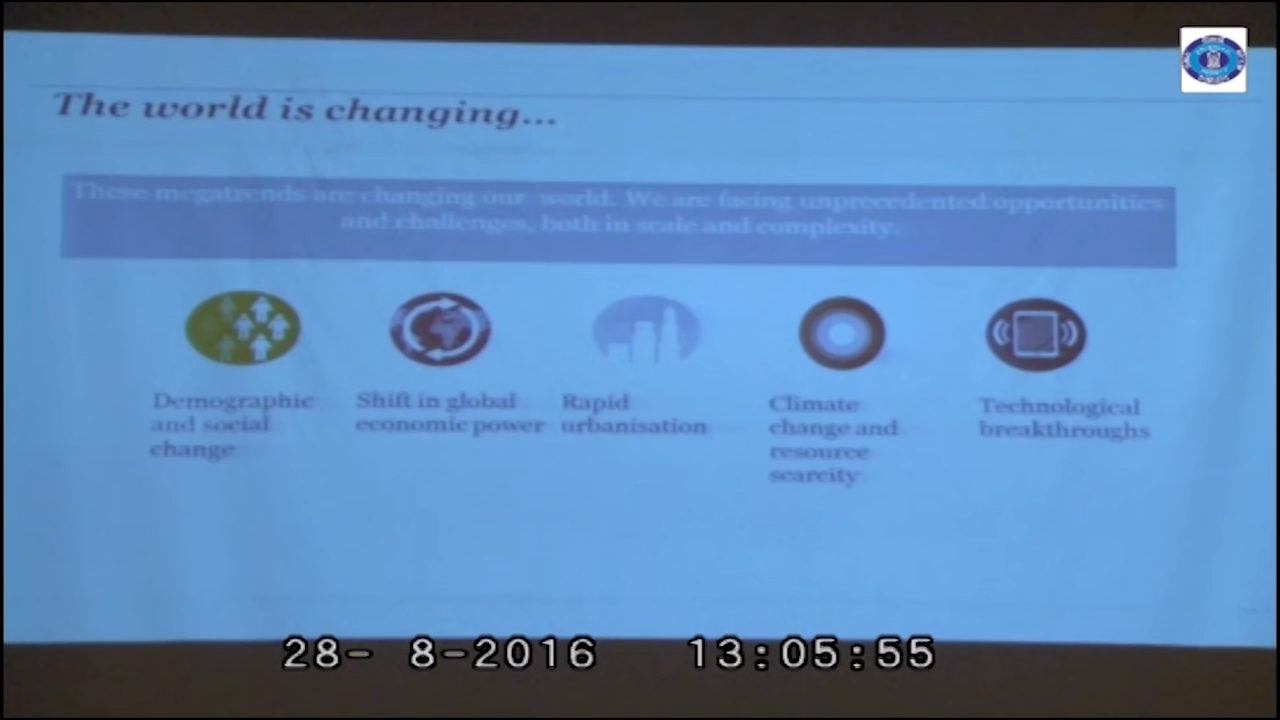 The world is changing...
These megatrends are changing our world. We are facing unprecedented opportunities
and challenges, both in scale and complexity.
Demographic
and social
change
Shift in global
economic power
Rapid
urbanisation
Climate
change and
resource
scarcity
Technological
breakthroughs
28- 8-2016 13:05:55